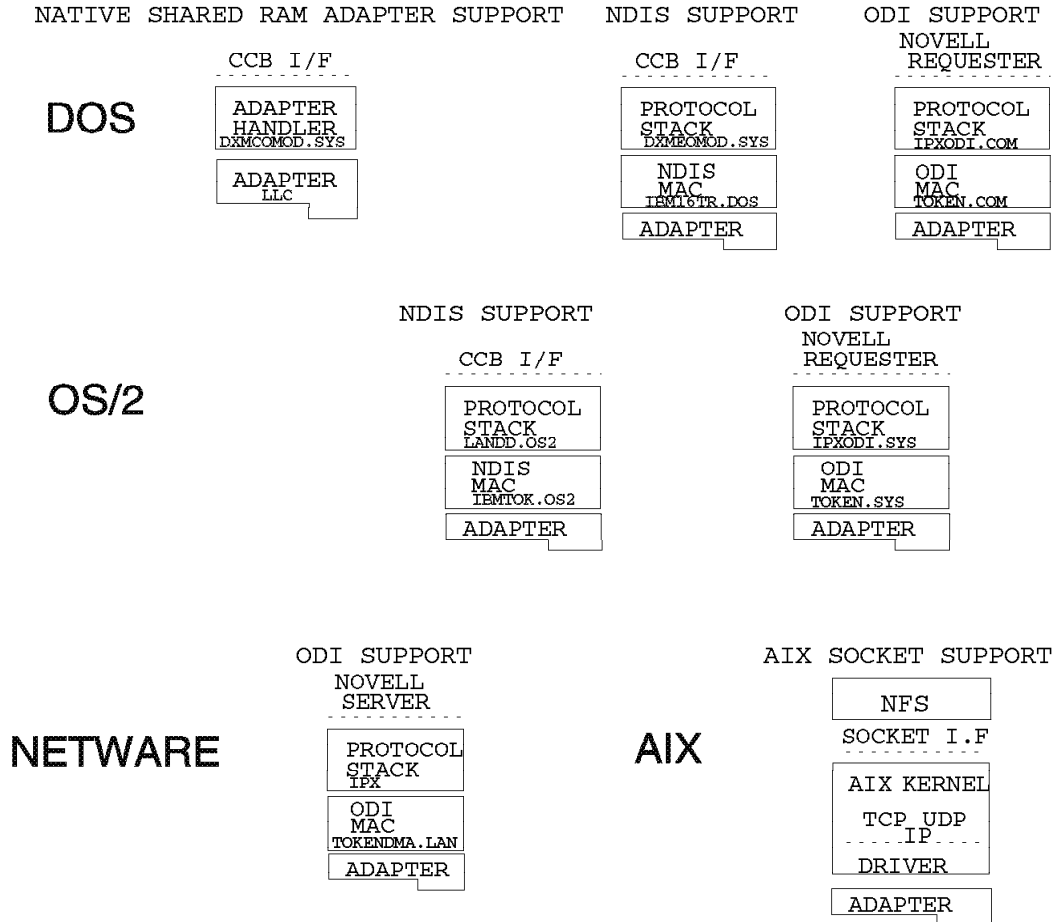 NATIVE SHARED RAM ADAPTER SUPPORT
NDIS SUPPORT
ODI SUPPORT
DOS
CCB I/F
ADAPTER
HANDLER
DXMC0MOD.SYS
ADAPTER
LLC
CCB I/F
PROTOCOL
STACK
DXME0MOD.SYS
NDIS
MAC
IBM16TR.DOS
ADAPTER
NOVELL
REQUESTER
PROTOCOL
STACK
IPXODI.COM
ODI
MAC
TOKEN.COM
ADAPTER
OS/2
NDIS SUPPORT
CCB I/F
PROTOCOL
STACK
LANDD.OS2
NDIS
MAC
IBMTOK.OS2
ADAPTER
ODI SUPPORT
NOVELL
REQUESTER
PROTOCOL
STACK
IPXODI.SYS
ODI
MAC
TOKEN.SYS
ADAPTER
NETWARE
ODI SUPPORT
NOVELL
SERVER
PROTOCOL
STACK
IPX
ODI
MAC
TOKENDMA.LAN
ADAPTER
AIX
AIX SOCKET SUPPORT
NFS
SOCKET I.F
AIX KERNEL
TCP UDP
IP
DRIVER
ADAPTER